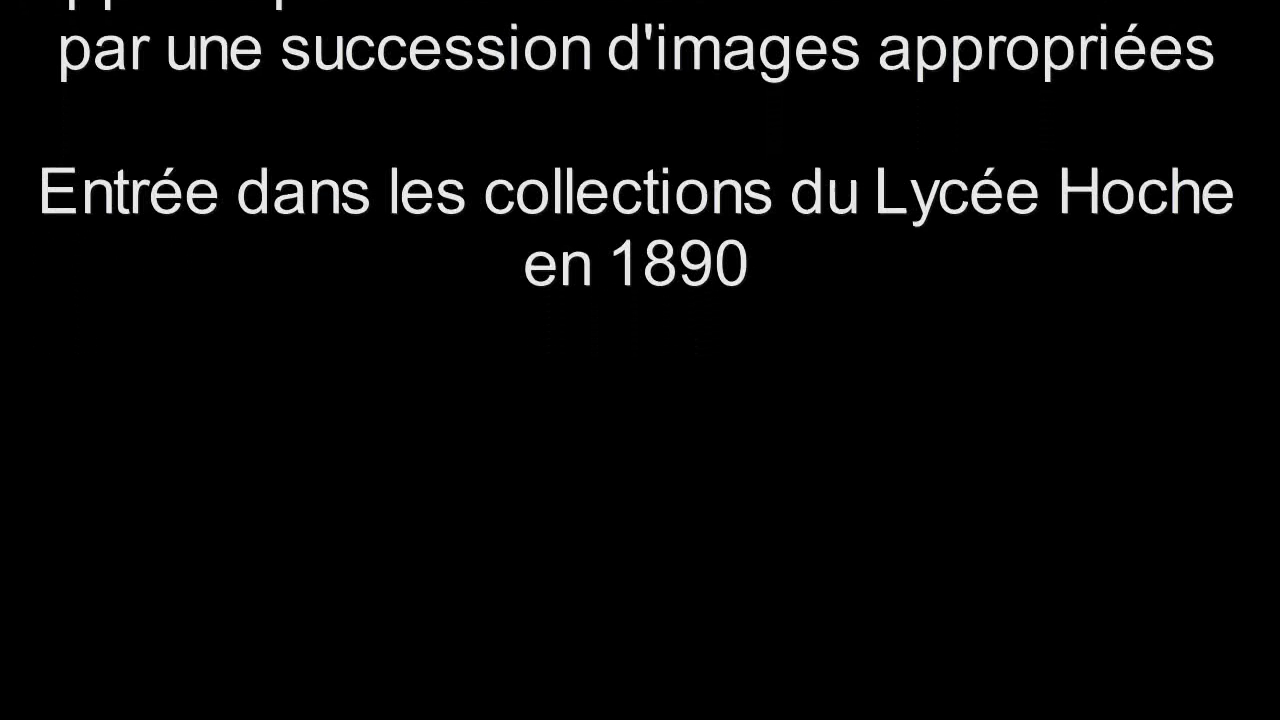 par une succession d'images appropriées
Entrée dans les collections du Lycée Hoche
en 1890